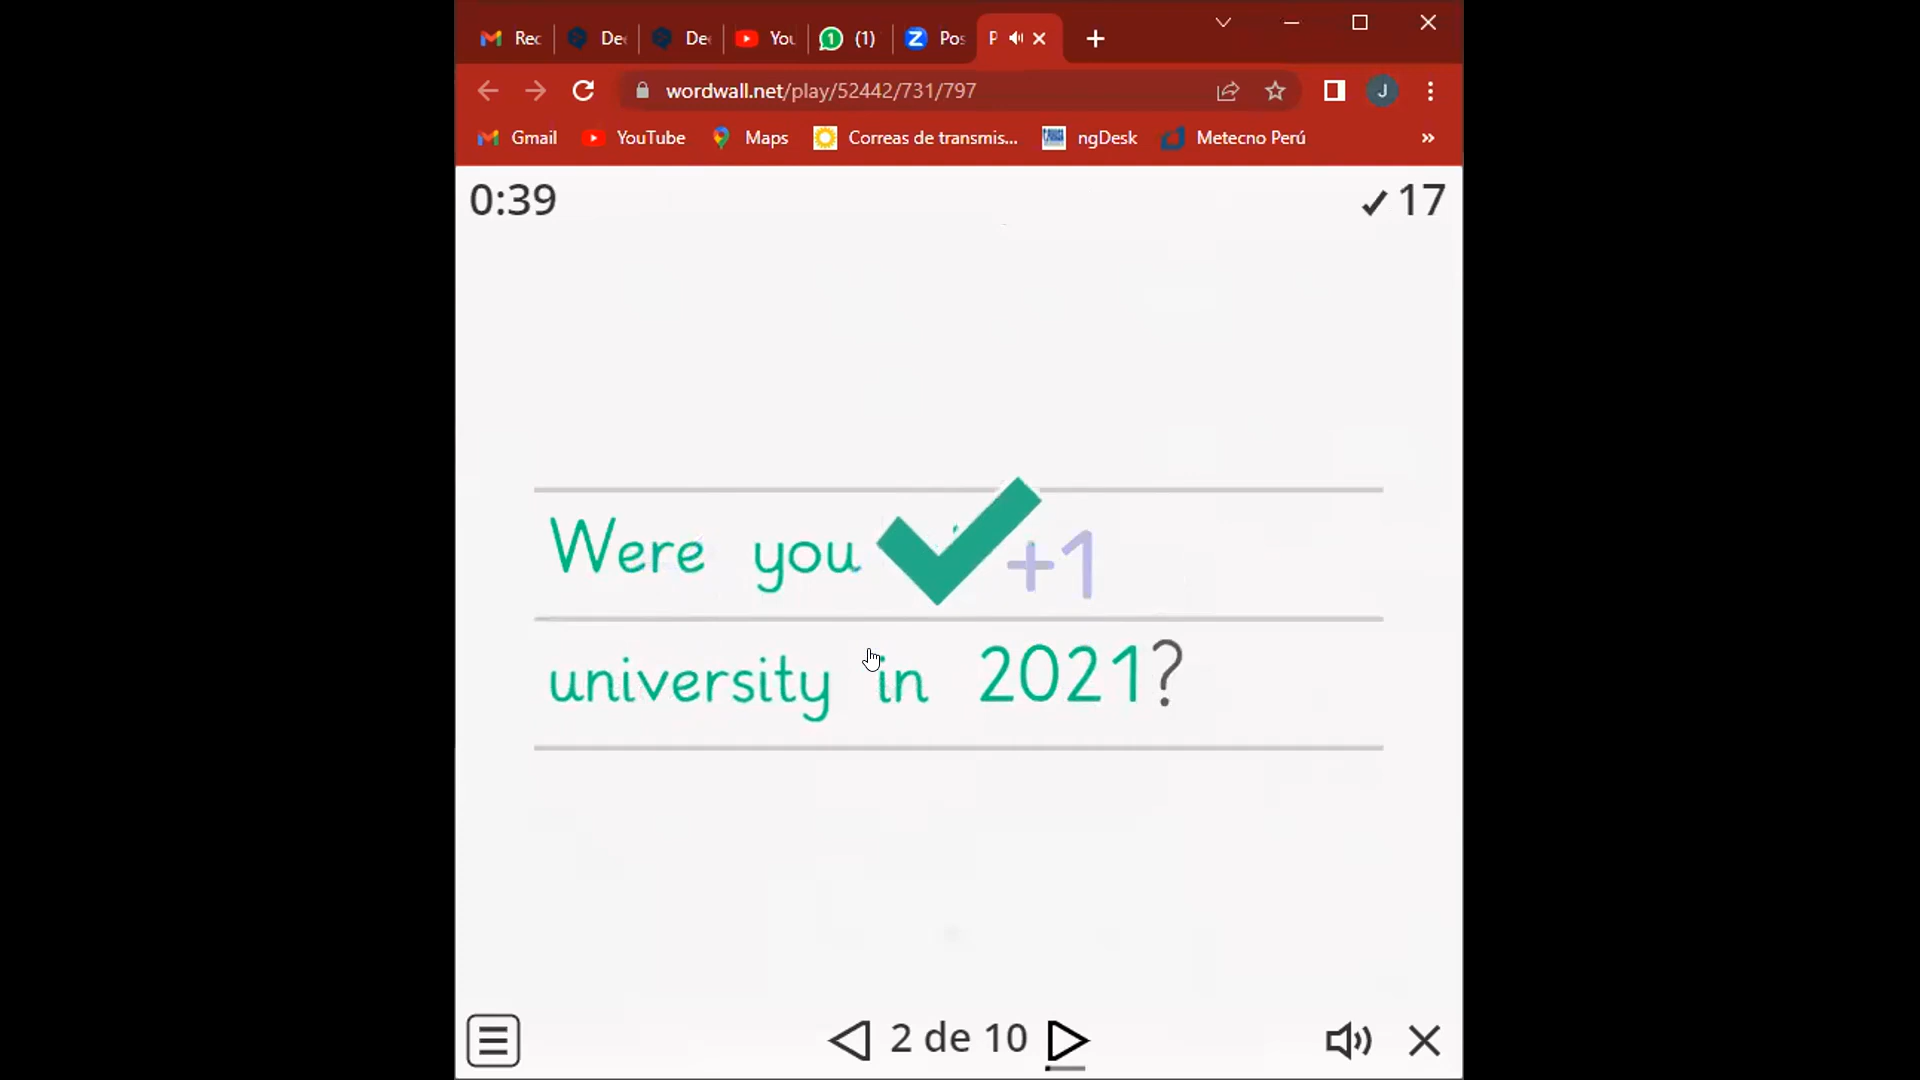 Rec
De
De
You
(1)
Pos
P
wordwall.net/play/52442/731/797
J
Gmail
YouTube
Maps
Correas de transmis...
ngDesk
Metecno Perú
»
0:39
✓ 17
Were you
+1
university in 2021?
2 de 10